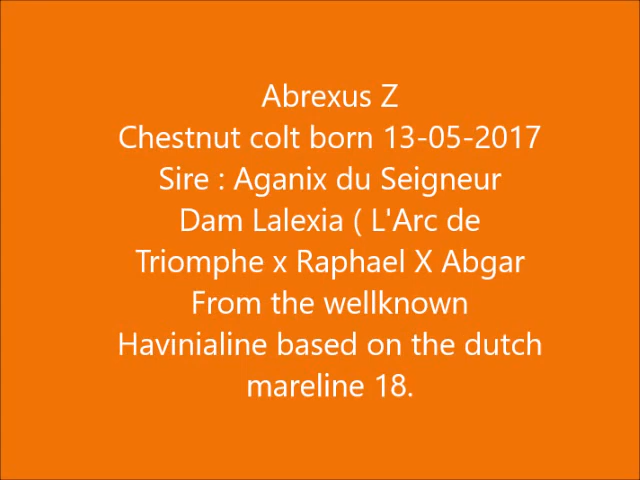 Abrexus Z
Chestnut colt born 13-05-2017
Sire : Aganix du Seigneur
Dam Lalexia ( L'Arc de
Triomphe x Raphael X Abgar
From the wellknown
Havinialine based on the dutch
mareline 18.